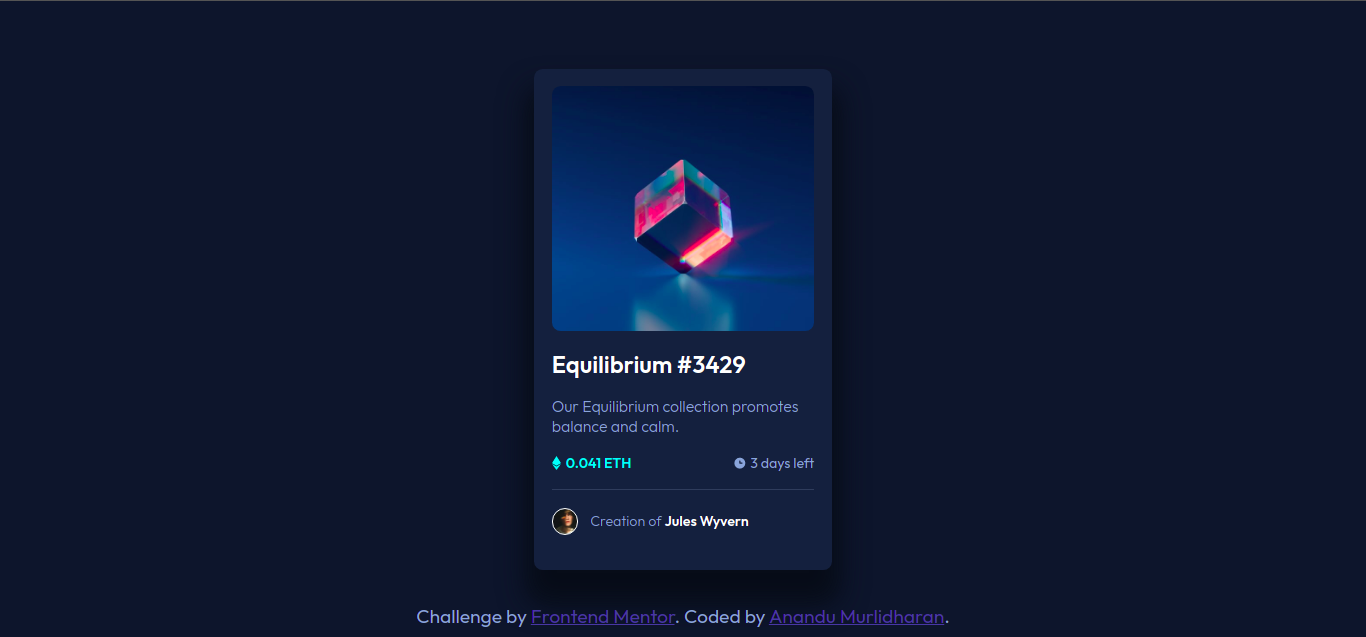 Equilibrium #3429
Our Equilibrium collection promotes
balance and calm.
0.041 ETH 3 days left
Creation of Jules Wyvern
Challenge by Frontend Mentor. Coded by Anandu Murlidharan.